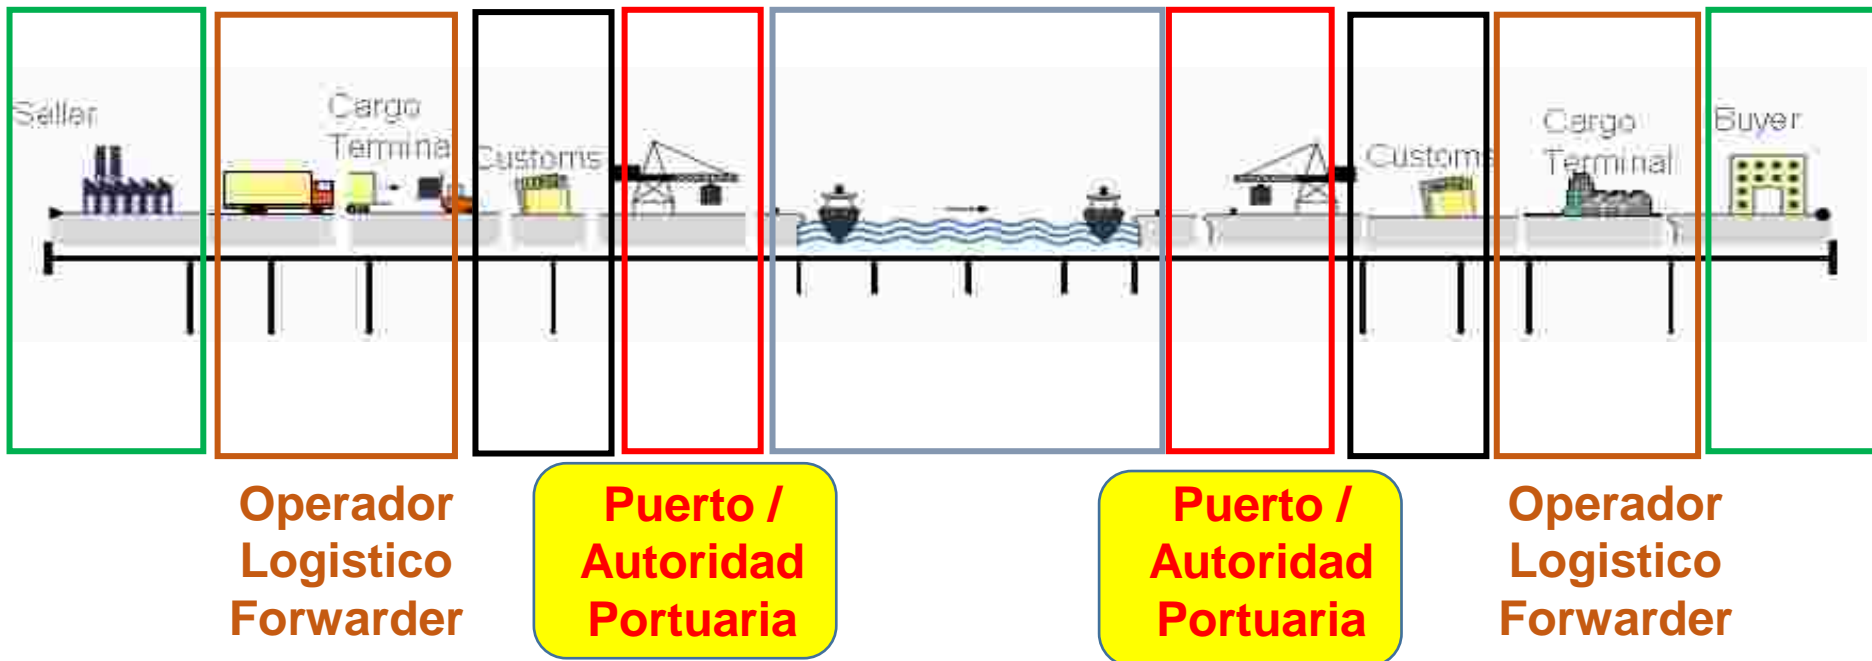 Seller
Cargo
Termina
Customs
Customs
Cargo
Terminal
Buyer
Operador
Logistico
Forwarder
Puerto /
Autoridad
Portuaria
Puerto /
Autoridad
Portuaria
Operador
Logistico
Forwarder